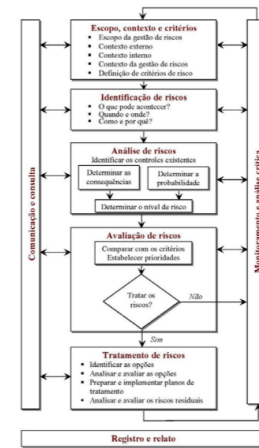 Escopo, contexto e critérios
Escopo da gestão de riscos
Contexto externo
Contexto interno
Contexto da gestão de riscos
Definição de critérios de risco
Identificação de riscos
O que pode acontecer?
Quando e onde?
Como e por quê?
Análise de riscos
Identificar os controles existentes
Determinar as
consequências
Determinar a
probabilidade
Determinar o nível de risco
Avaliação de riscos
Comparar com os critérios
Estabelecer prioridades
Tratar os
riscos?
Não
Sim
Tratamento de riscos
Identificar as opções
Analisar e avaliar as opções
Preparar e implementar planos de
tratamento
Analisar e avaliar os riscos residuais
Comunicação e consulta
Monitoramento e análise crítica
Registro e relato